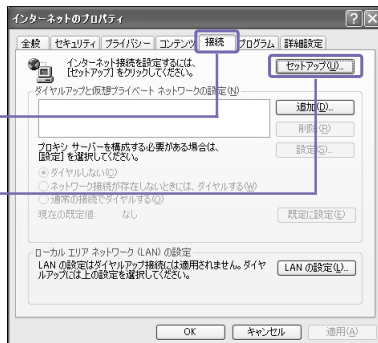 インターネットのプロパティ
全般 セキュリティ プライバシー コンテンツ 接続 プログラム 詳細設定
インターネット接続を設定するには、
[セットアップ] をクリックしてください。
セットアップ(U)...
ダイヤルアップと仮想プライベート ネットワークの設定(N)
追加(D)...
削除(R)
プロキシ サーバーを構成する必要がある場合は、
[設定] を選択してください。
設定(S)...
ダイヤルしない(C)
ネットワーク接続が存在しないときには、ダイヤルする(W)
通常の接続でダイヤルする(O)
現在の既定値: なし
既定に設定(E)
ローカル エリア ネットワーク (LAN) の設定
LAN の設定はダイヤルアップ接続には適用されません。ダイヤ
ルアップには上の設定を選択してください。
LAN の設定(L)...
OK キャンセル 適用(A)